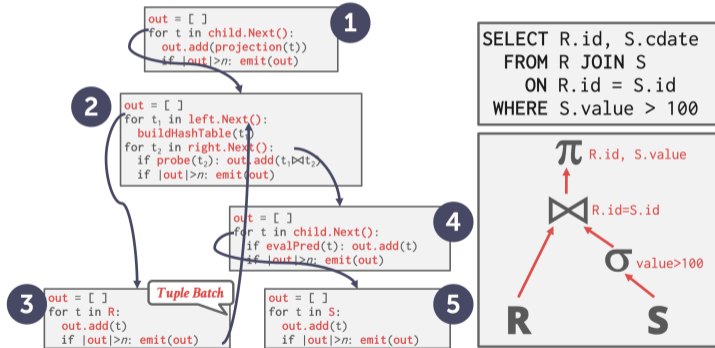 1
out = [ ]
for t in child.Next():
out.add(projection(t))
if |out|>n: emit(out)
2
out = [ ]
for t₁ in left.Next():
buildHashTable(t₁)
for t₂ in right.Next():
if probe(t₂): out.add(t₁⋈t₂)
if |out|>n: emit(out)
4
out = [ ]
for t in child.Next():
if evalPred(t): out.add(t)
if |out|>n: emit(out)
3
out = [ ]
for t in R:
out.add(t)
if |out|>n: emit(out)
Tuple Batch
5
out = [ ]
for t in S:
out.add(t)
if |out|>n: emit(out)
SELECT R.id, S.cdate
FROM R JOIN S
ON R.id = S.id
WHERE S.value > 100
π R.id, S.value
⋈ R.id=S.id
σ value>100
R S